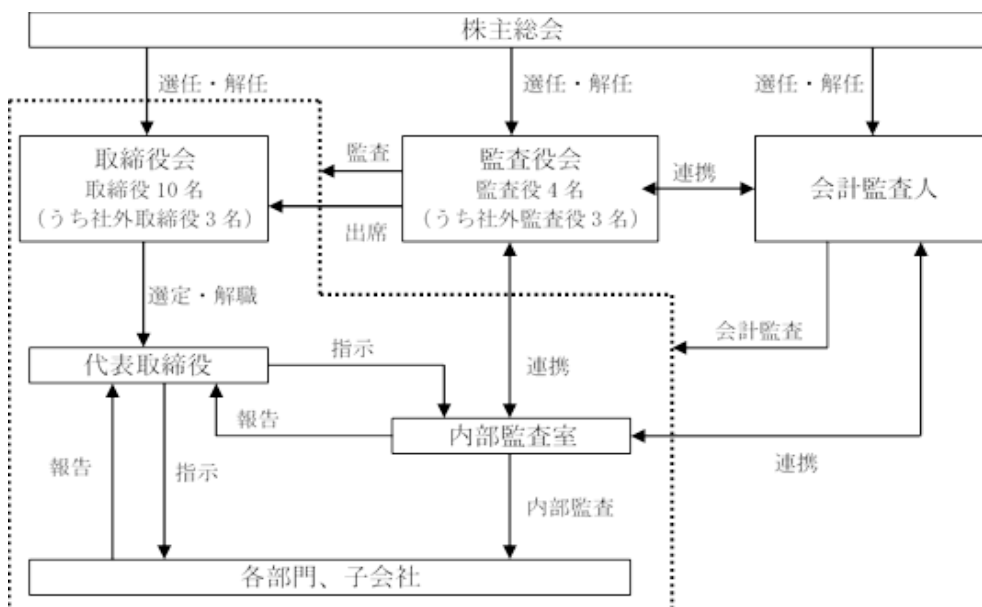 株主総会
選任・解任
選任・解任
選任・解任
取締役会
取締役 10 名
（うち社外取締役 3 名）
監査
出席
監査役会
監査役 4 名
（うち社外監査役 3 名）
連携
会計監査人
選定・解職
会計監査
代表取締役
指示
連携
報告
内部監査室
連携
報告
指示
内部監査
各部門、子会社